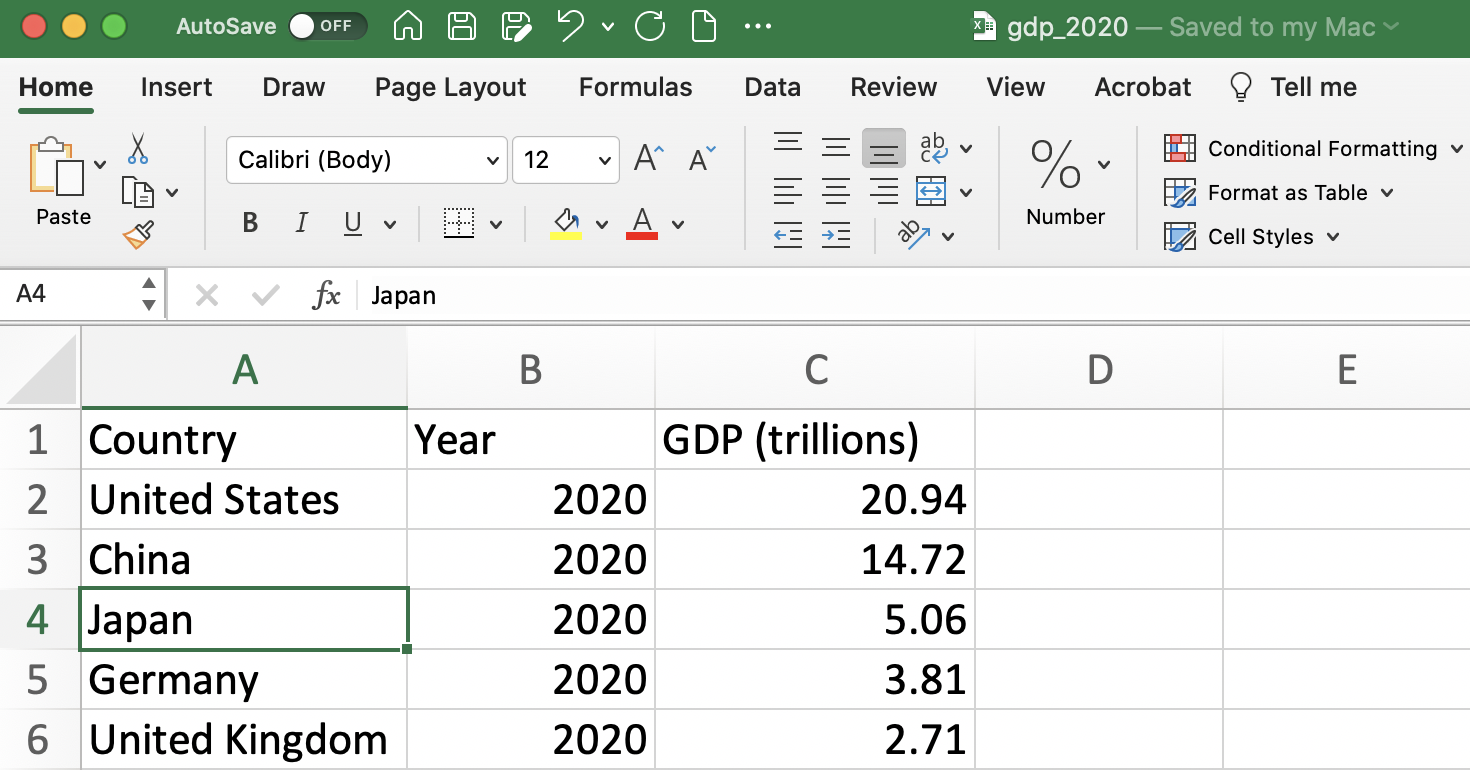 AutoSave OFF gdp_2020 — Saved to my Mac
Home Insert Draw Page Layout Formulas Data Review View Acrobat Tell me
Calibri (Body) 12 A A ab c % Conditional Formatting
Paste Number Format as Table
B I U A ab Cell Styles
A4 fx Japan
A B C D E
1 Country Year GDP (trillions)
2 United States 2020 20.94
3 China 2020 14.72
4 Japan 2020 5.06
5 Germany 2020 3.81
6 United Kingdom 2020 2.71